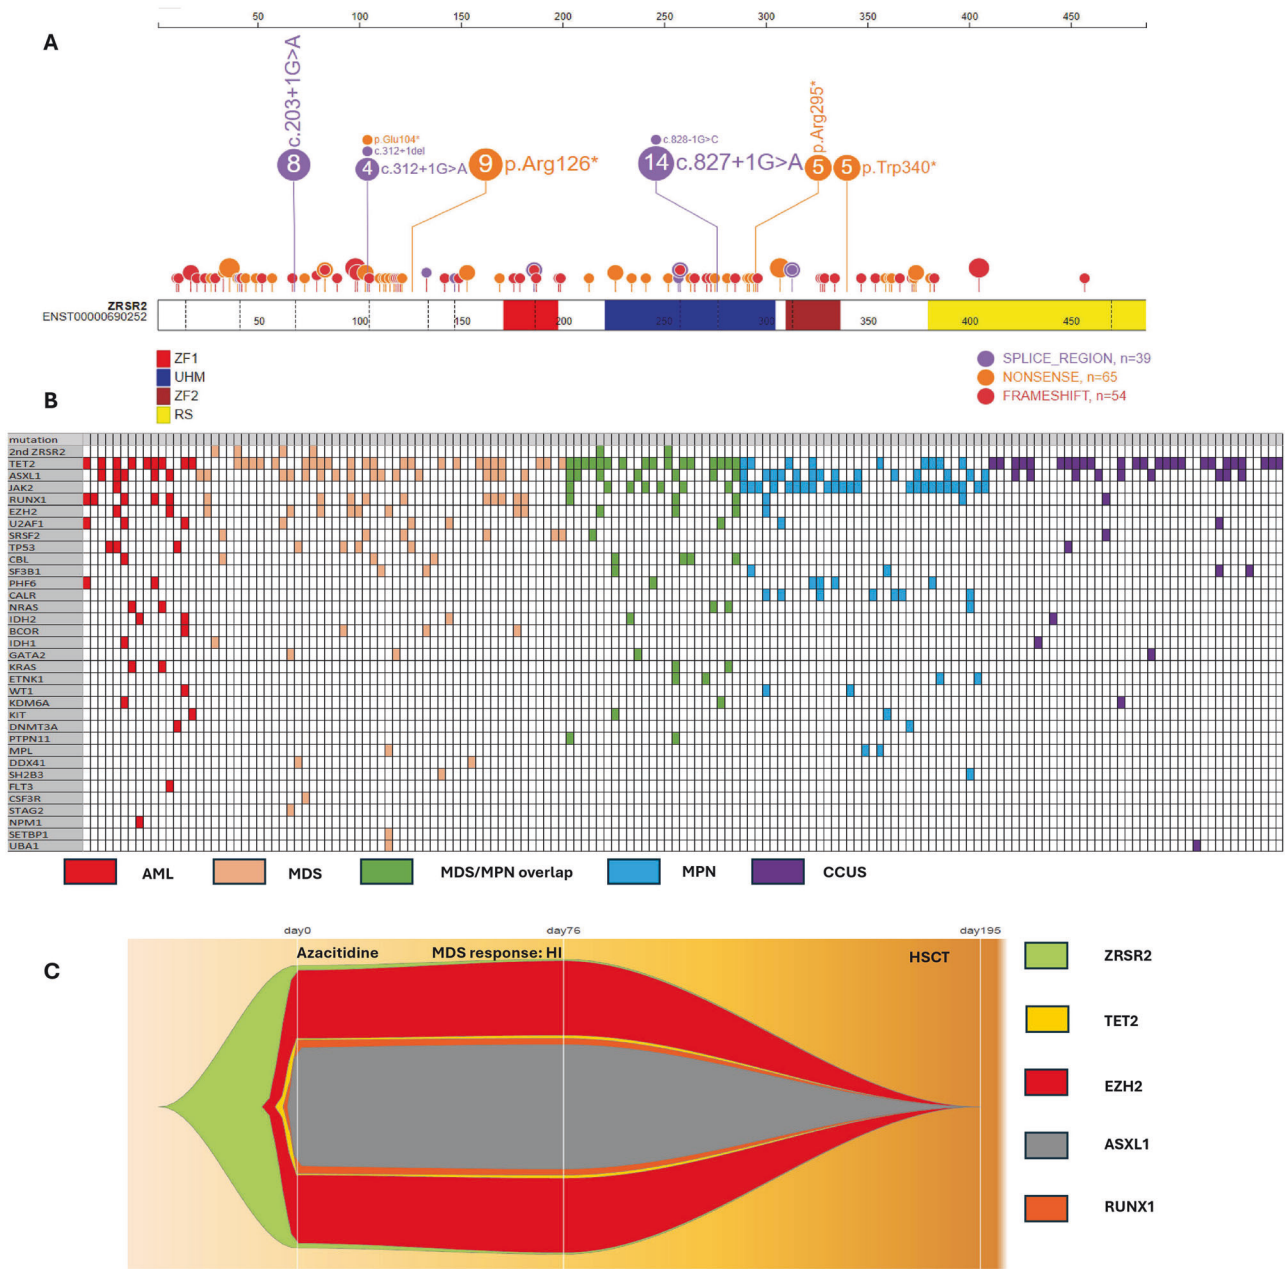 50 100 150 200 250 300 350 400 450
A
8 c.203+1G>A
p.Glu104*
c.312+1del
4 c.312+1G>A
9 p.Arg126*
c.828-1G>C
14 c.827+1G>A
5 p.Arg295*
5 p.Trp340*
ZRSR2
ENST00000690252
50 100 150 200 250 300 350 400 450
ZF1
UHM
ZF2
RS
SPLICE_REGION, n=39
NONSENSE, n=65
FRAMESHIFT, n=54
B
mutation
2nd ZRSR2
TET2
ASXL1
JAK2
RUNX1
EZH2
U2AF1
SRSF2
TP53
CBL
SF3B1
PHF6
CALR
NRAS
IDH2
BCOR
IDH1
GATA2
KRAS
ETNK1
WT1
KDM6A
KIT
DNMT3A
PTPN11
MPL
DDX41
SH2B3
FLT3
CSF3R
STAG2
NPM1
SETBP1
UBA1
AML MDS MDS/MPN overlap MPN CCUS
C
day0 day76 day195
Azacitidine MDS response: HI HSCT
ZRSR2
TET2
EZH2
ASXL1
RUNX1